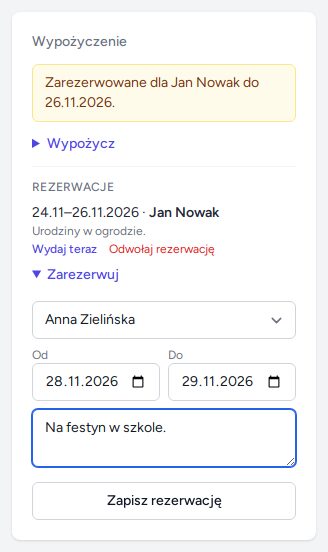 Wypożyczenie
Zarezerwowane dla Jan Nowak do
26.11.2026.
Wypożycz
REZERWACJE
24.11–26.11.2026 · Jan Nowak
Urodziny w ogrodzie.
Wydaj teraz Odwołaj rezerwację
Zarezerwuj
Anna Zielińska
Od Do
28.11.2026 29.11.2026
Na festyn w szkole.
Zapisz rezerwację